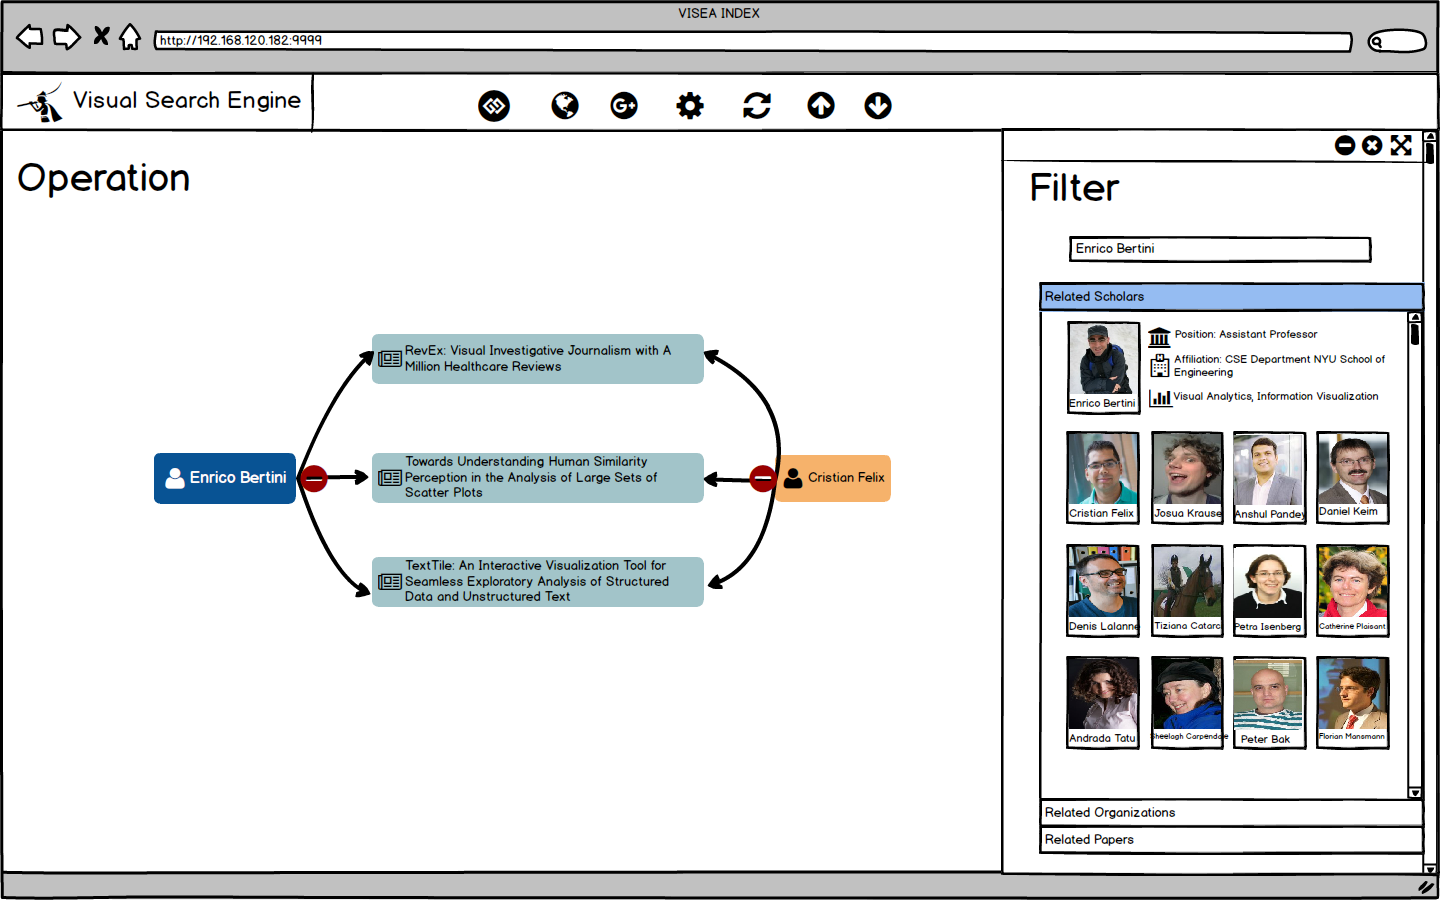 VISEA INDEX
http://192.168.120.182:9999
Visual Search Engine
Operation
RevEx: Visual Investigative Journalism with A
Million Healthcare Reviews
Enrico Bertini
Towards Understanding Human Similarity
Perception in the Analysis of Large Sets of
Scatter Plots
Cristian Felix
TextTile: An Interactive Visualization Tool for
Seamless Exploratory Analysis of Structured
Data and Unstructured Text
Filter
Enrico Bertini
Related Scholars
Enrico Bertini
Position: Assistant Professor
Affiliation: CSE Department NYU School of
Engineering
Visual Analytics, Information Visualization
Cristian Felix
Josua Krause
Anshul Pandey
Daniel Keim
Denis Lalanne
Tiziana Catarc
Petra Isenberg
Catherine Plaisant
Andrada Tatu
Sheelagh Carpendale
Peter Bak
Florian Mansmann
Related Organizations
Related Papers